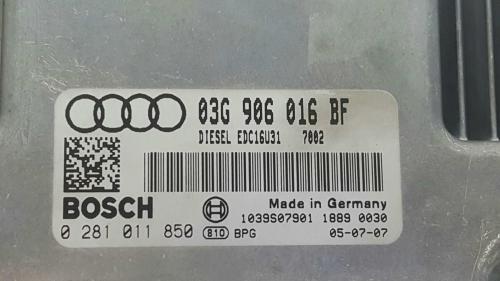 03G 906 016 BF
DIESEL EDC16U31 7002
BOSCH
Made in Germany
1039S07901 1889 0030
0 281 011 850 810 BPG 05-07-07